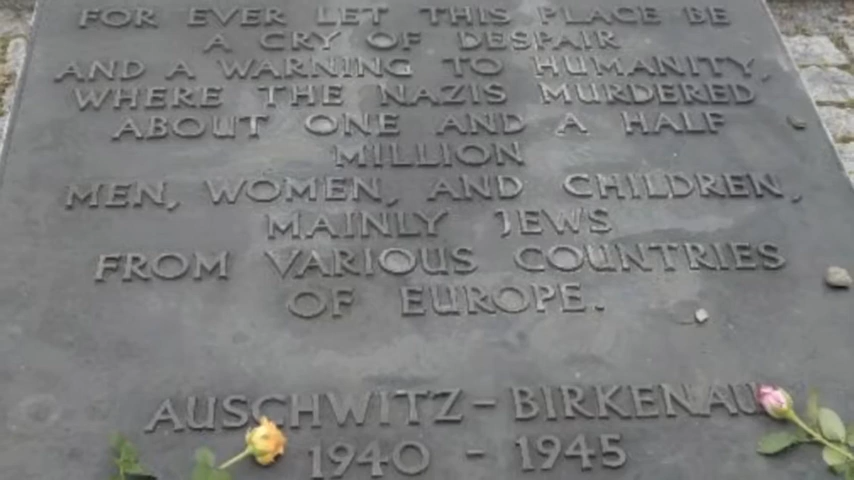 FOR EVER LET THIS PLACE BE
A CRY OF DESPAIR
AND A WARNING TO HUMANITY,
WHERE THE NAZIS MURDERED
ABOUT ONE AND A HALF
MILLION
MEN, WOMEN, AND CHILDREN,
MAINLY JEWS
FROM VARIOUS COUNTRIES
OF EUROPE.
AUSCHWITZ-BIRKENAU
1940 - 1945